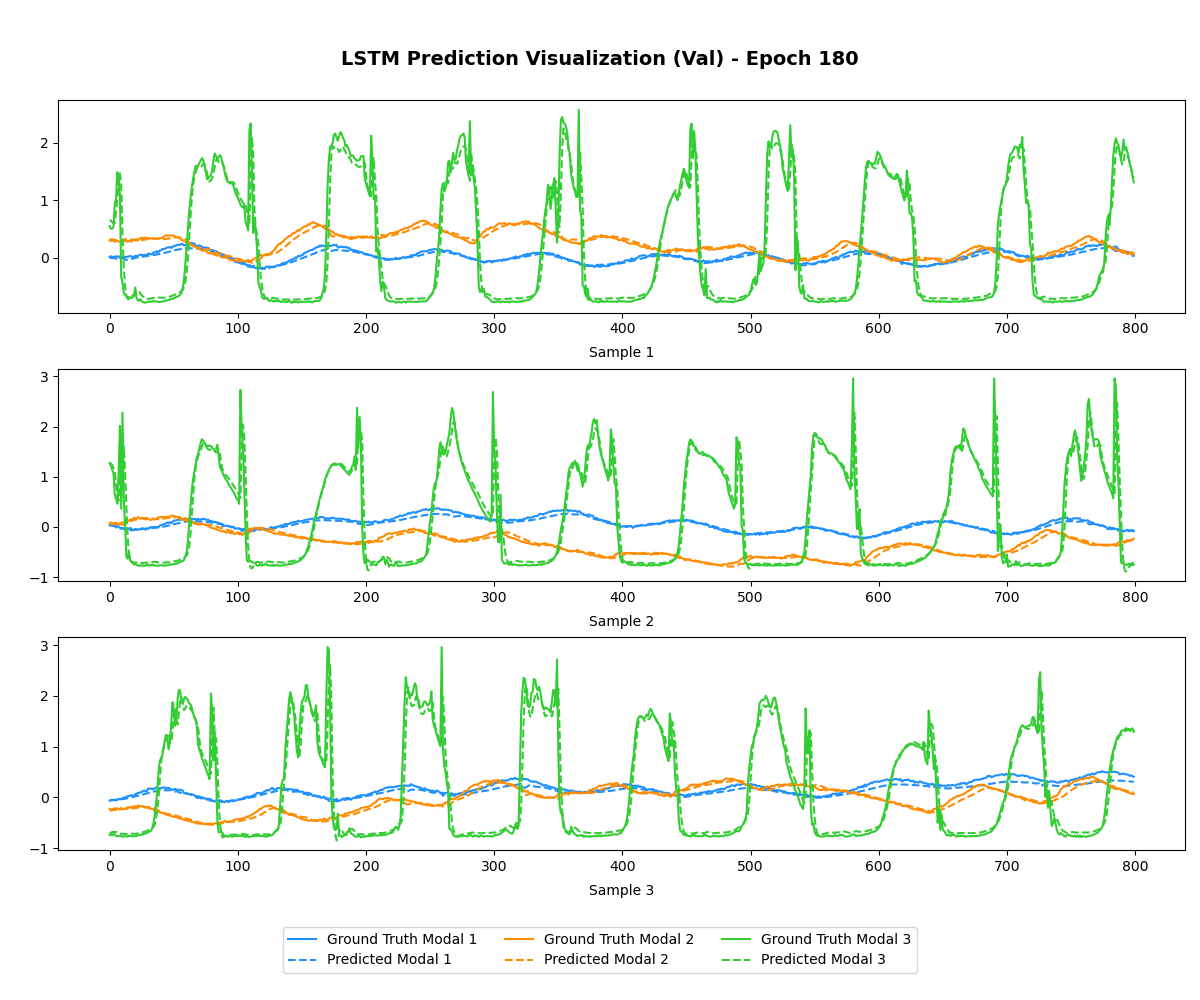 LSTM Prediction Visualization (Val) - Epoch 180
2
1
0
0 100 200 300 400 500 600 700 800
Sample 1
3
2
1
0
−1
0 100 200 300 400 500 600 700 800
Sample 2
3
2
1
0
−1
0 100 200 300 400 500 600 700 800
Sample 3
Ground Truth Modal 1 Ground Truth Modal 2 Ground Truth Modal 3
Predicted Modal 1 Predicted Modal 2 Predicted Modal 3